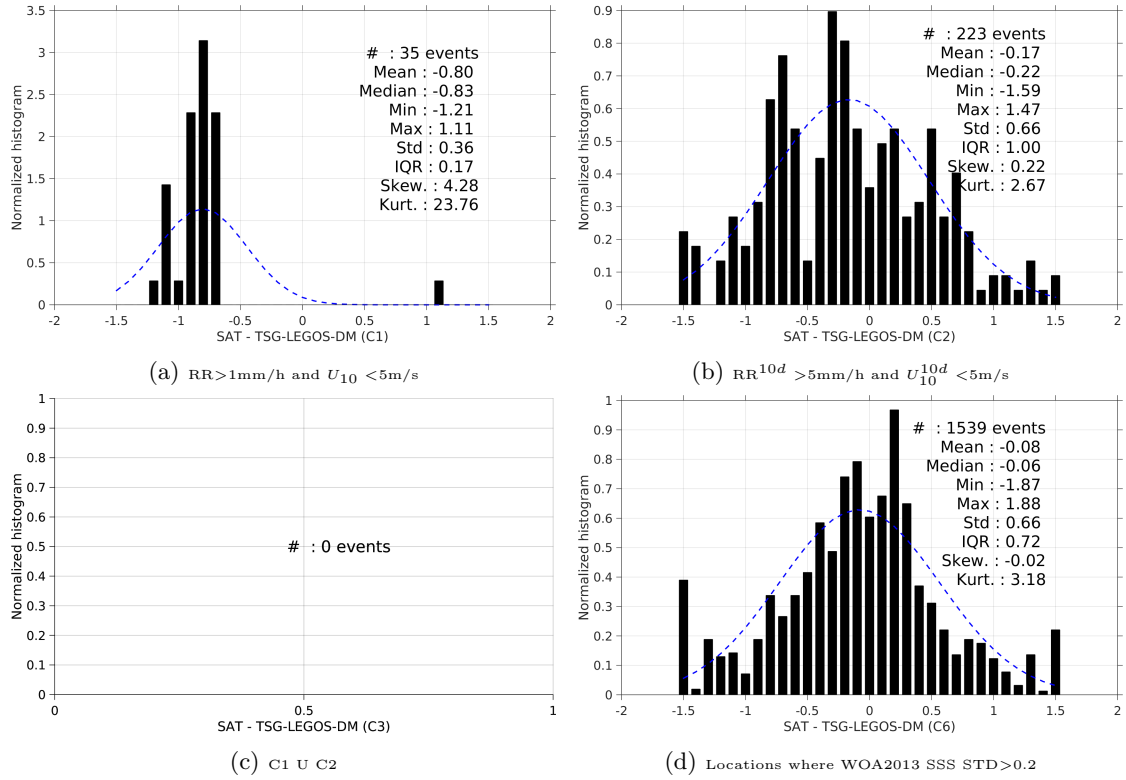 3.5
3
2.5
2
1.5
1
0.5
0
Normalized histogram
# : 35 events
Mean : -0.80
Median : -0.83
Min : -1.21
Max : 1.11
Std : 0.36
IQR : 0.17
Skew. : 4.28
Kurt. : 23.76
-2 -1.5 -1 -0.5 0 0.5 1 1.5 2
SAT - TSG-LEGOS-DM (C1)
(a) RR>1mm/h and U10 <5m/s
0.9
0.8
0.7
0.6
0.5
0.4
0.3
0.2
0.1
0
Normalized histogram
# : 223 events
Mean : -0.17
Median : -0.22
Min : -1.59
Max : 1.47
Std : 0.66
IQR : 1.00
Skew. : 0.22
Kurt. : 2.67
-2 -1.5 -1 -0.5 0 0.5 1 1.5 2
SAT - TSG-LEGOS-DM (C2)
(b) RR^10d >5mm/h and U_10^10d <5m/s
1
0.9
0.8
0.7
0.6
0.5
0.4
0.3
0.2
0.1
0
Normalized histogram
# : 0 events
0 0.5 1
SAT - TSG-LEGOS-DM (C3)
(c) C1 U C2
1
0.9
0.8
0.7
0.6
0.5
0.4
0.3
0.2
0.1
0
Normalized histogram
# : 1539 events
Mean : -0.08
Median : -0.06
Min : -1.87
Max : 1.88
Std : 0.66
IQR : 0.72
Skew. : -0.02
Kurt. : 3.18
-2 -1.5 -1 -0.5 0 0.5 1 1.5 2
SAT - TSG-LEGOS-DM (C6)
(d) Locations where WOA2013 SSS STD>0.2